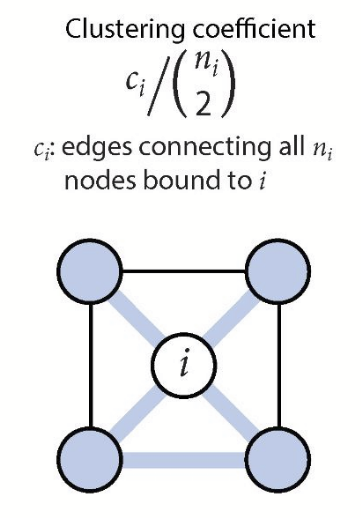 Clustering coefficient
c_i/(n_i 2)
c_i: edges connecting all n_i
nodes bound to i
i